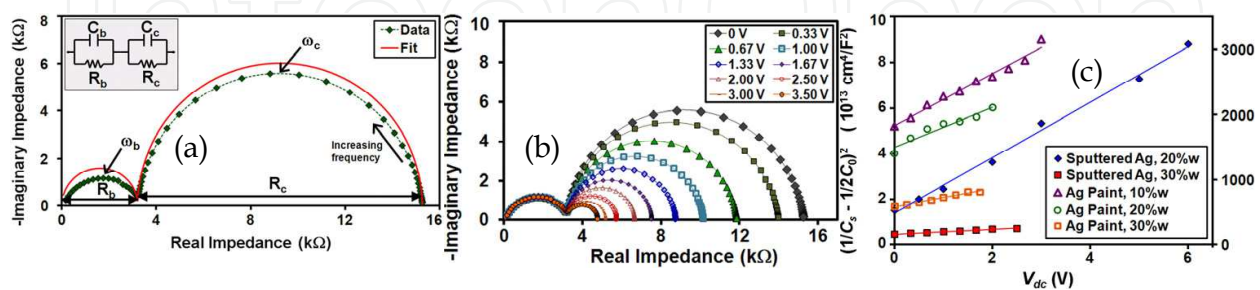 C_b C_c
R_b R_c
Data
Fit
ω_c
(a)
ω_b
Increasing
frequency
R_b
R_c
-Imaginary Impedance (kΩ)
6
4
2
0
0 4 8 12 16
Real Impedance (kΩ)
0 V 0.33 V
0.67 V 1.00 V
1.33 V 1.67 V
2.00 V 2.50 V
3.00 V 3.50 V
(b)
-Imaginary Impedance (kΩ)
10
8
6
4
2
0
0 2 4 6 8 10 12 14 16
Real Impedance (kΩ)
(c)
(1/C_s - 1/2C_0)² ( 10¹³ cm⁴/F²)
10
8
6
4
2
0
3000
2000
1000
0
Sputtered Ag, 20%w
Sputtered Ag, 30%w
Ag Paint, 10%w
Ag Paint, 20%w
Ag Paint, 30%w
0 2 4 6
V_dc (V)